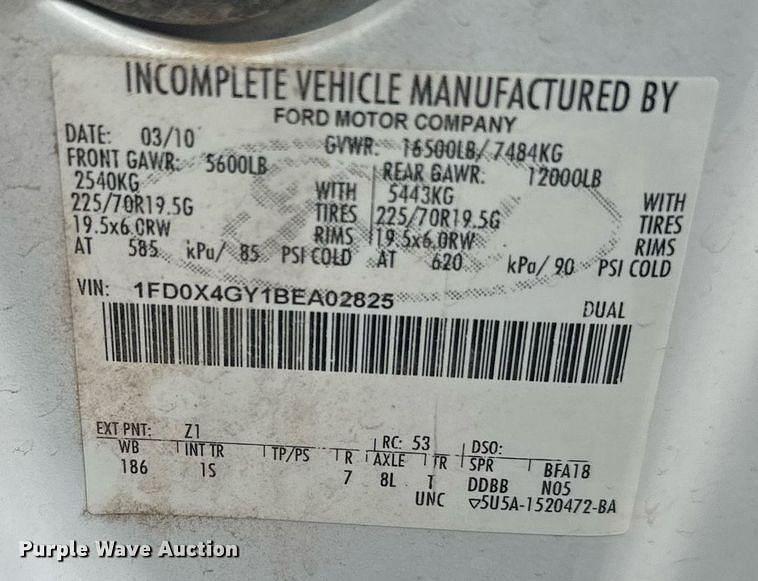 INCOMPLETE VEHICLE MANUFACTURED BY
FORD MOTOR COMPANY
DATE: 03/10 GVWR: 16500LB/ 7484KG
FRONT GAWR: 5600LB REAR GAWR: 12000LB
2540KG WITH 5443KG WITH
225/70R19.5G TIRES 225/70R19.5G TIRES
19.5x6.0RW RIMS 19.5x6.0RW RIMS
AT 585 kPa/ 85 PSI COLD AT 620 kPa/ 90 PSI COLD
VIN: 1FD0X4GY1BEA02825 DUAL
EXT PNT: Z1 RC: 53 DSO:
WB INT TR TP/PS R AXLE TR SPR BFA18
186 1S 7 8L T DDBB N05
UNC ▽5U5A-1520472-BA
Purple Wave Auction